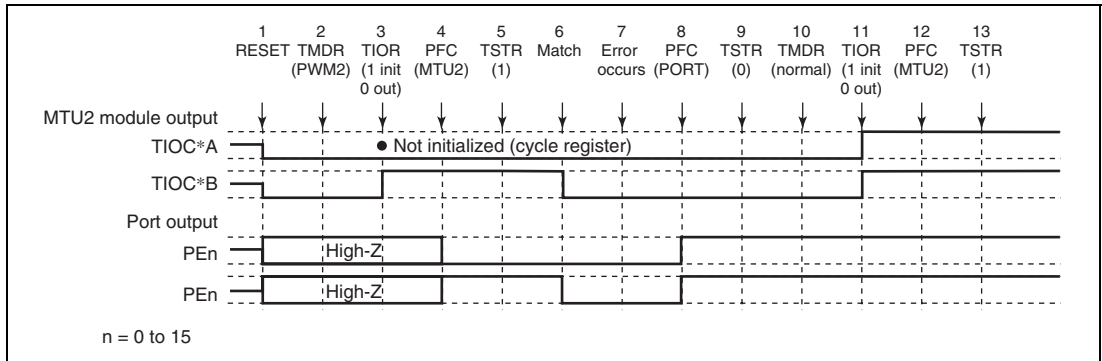 1 2 3 4 5 6 7 8 9 10 11 12 13
RESET TMDR TIOR PFC TSTR Match Error PFC TSTR TMDR TIOR PFC TSTR
(PWM2) (1 init (MTU2) (1) occurs (PORT) (0) (normal) (1 init (MTU2) (1)
0 out) 0 out)
MTU2 module output
TIOC*A
● Not initialized (cycle register)
TIOC*B
Port output
PEn High-Z
PEn High-Z
n = 0 to 15